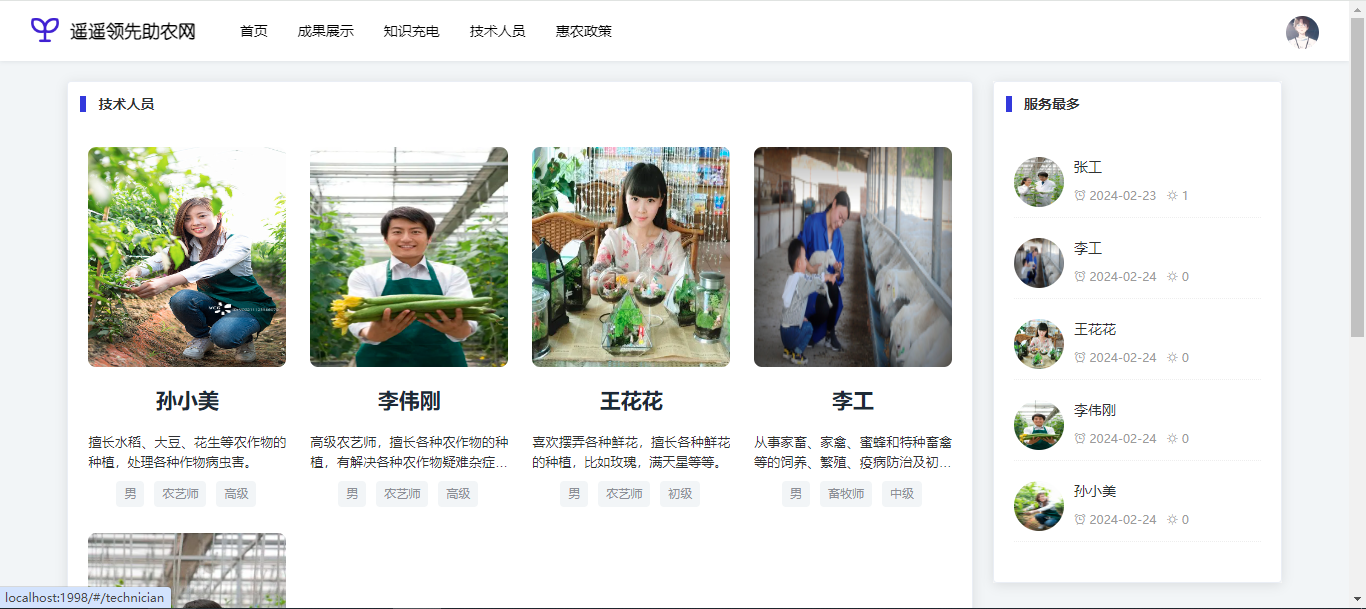 遥遥领先助农网
首页
成果展示
知识充电
技术人员
惠农政策
技术人员
孙小美
擅长水稻、大豆、花生等农作物的
种植，处理各种作物病虫害。
男
农艺师
高级
李伟刚
高级农艺师，擅长各种农作物的种
植，有解决各种农作物疑难杂症...
男
农艺师
高级
王花花
喜欢摆弄各种鲜花，擅长各种鲜花
的种植，比如玫瑰，满天星等等。
男
农艺师
初级
李工
从事家畜、家禽、蜜蜂和特种畜禽
等的饲养、繁殖、疫病防治及初...
男
畜牧师
中级
服务最多
张工
2024-02-23 1
李工
2024-02-24 0
王花花
2024-02-24 0
李伟刚
2024-02-24 0
孙小美
2024-02-24 0
localhost:1998/#/technician